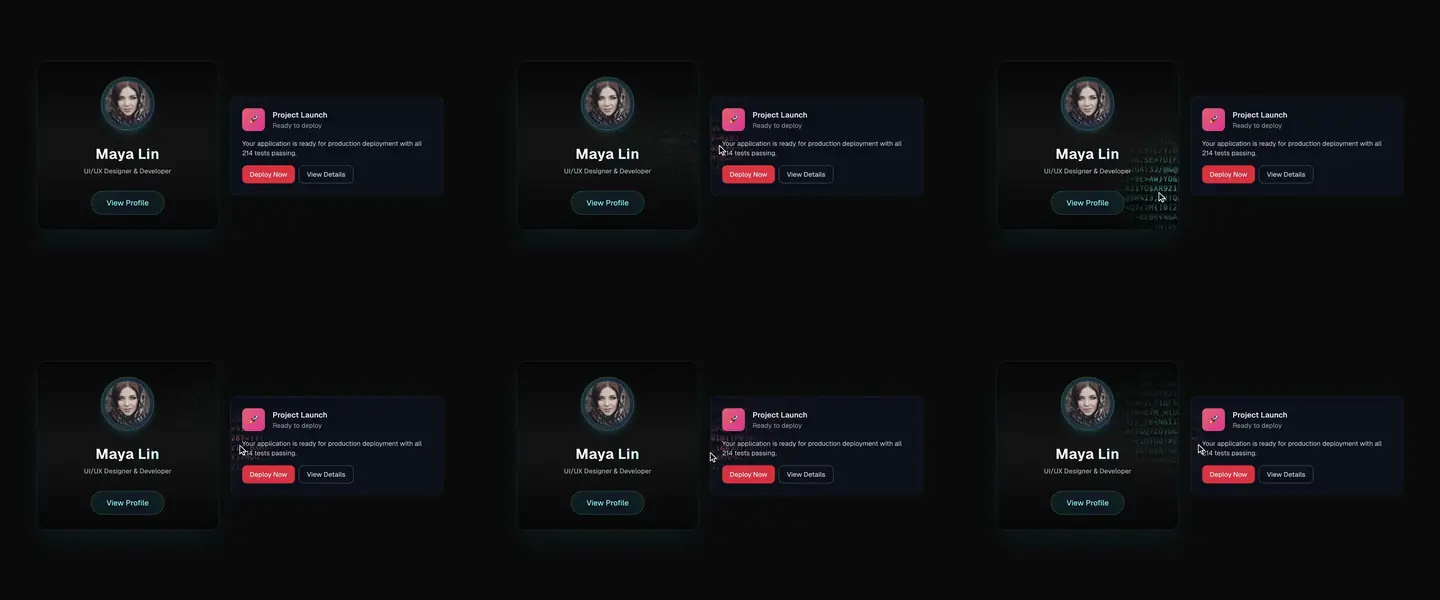 Maya Lin
UI/UX Designer & Developer
View Profile
Project Launch
Ready to deploy
Your application is ready for production deployment with all
214 tests passing.
Deploy Now
View Details
Maya Lin
UI/UX Designer & Developer
View Profile
Project Launch
Ready to deploy
Your application is ready for production deployment with all
214 tests passing.
Deploy Now
View Details
Maya Lin
UI/UX Designer & Developer
View Profile
Project Launch
Ready to deploy
Your application is ready for production deployment with all
214 tests passing.
Deploy Now
View Details
Maya Lin
UI/UX Designer & Developer
View Profile
Project Launch
Ready to deploy
Your application is ready for production deployment with all
214 tests passing.
Deploy Now
View Details
Maya Lin
UI/UX Designer & Developer
View Profile
Project Launch
Ready to deploy
Your application is ready for production deployment with all
214 tests passing.
Deploy Now
View Details
Maya Lin
UI/UX Designer & Developer
View Profile
Project Launch
Ready to deploy
Your application is ready for production deployment with all
214 tests passing.
Deploy Now
View Details